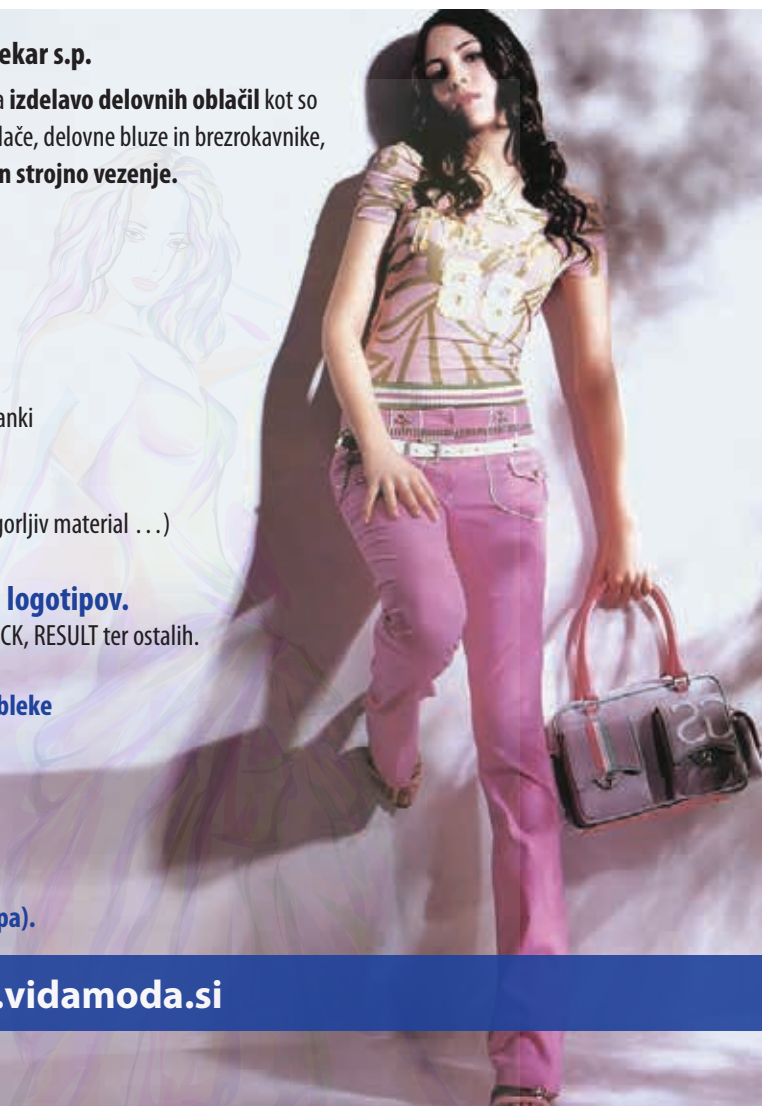 ekar s.p.
a izdelavo delovnih oblačil kot so
lače, delovne bluze in brezrokavnike,
n strojno vezenje.
anki
gorljiv material …)
logotipov.
CK, RESULT ter ostalih.
bleke
pa).
.vidamoda.si
88